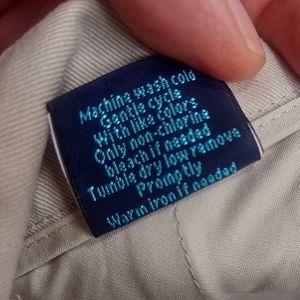 Machine wash cold
Gentle cycle
With like colors
Only non-chlorine
bleach if needed
Tumble dry low remove
Promptly
Warm iron if needed